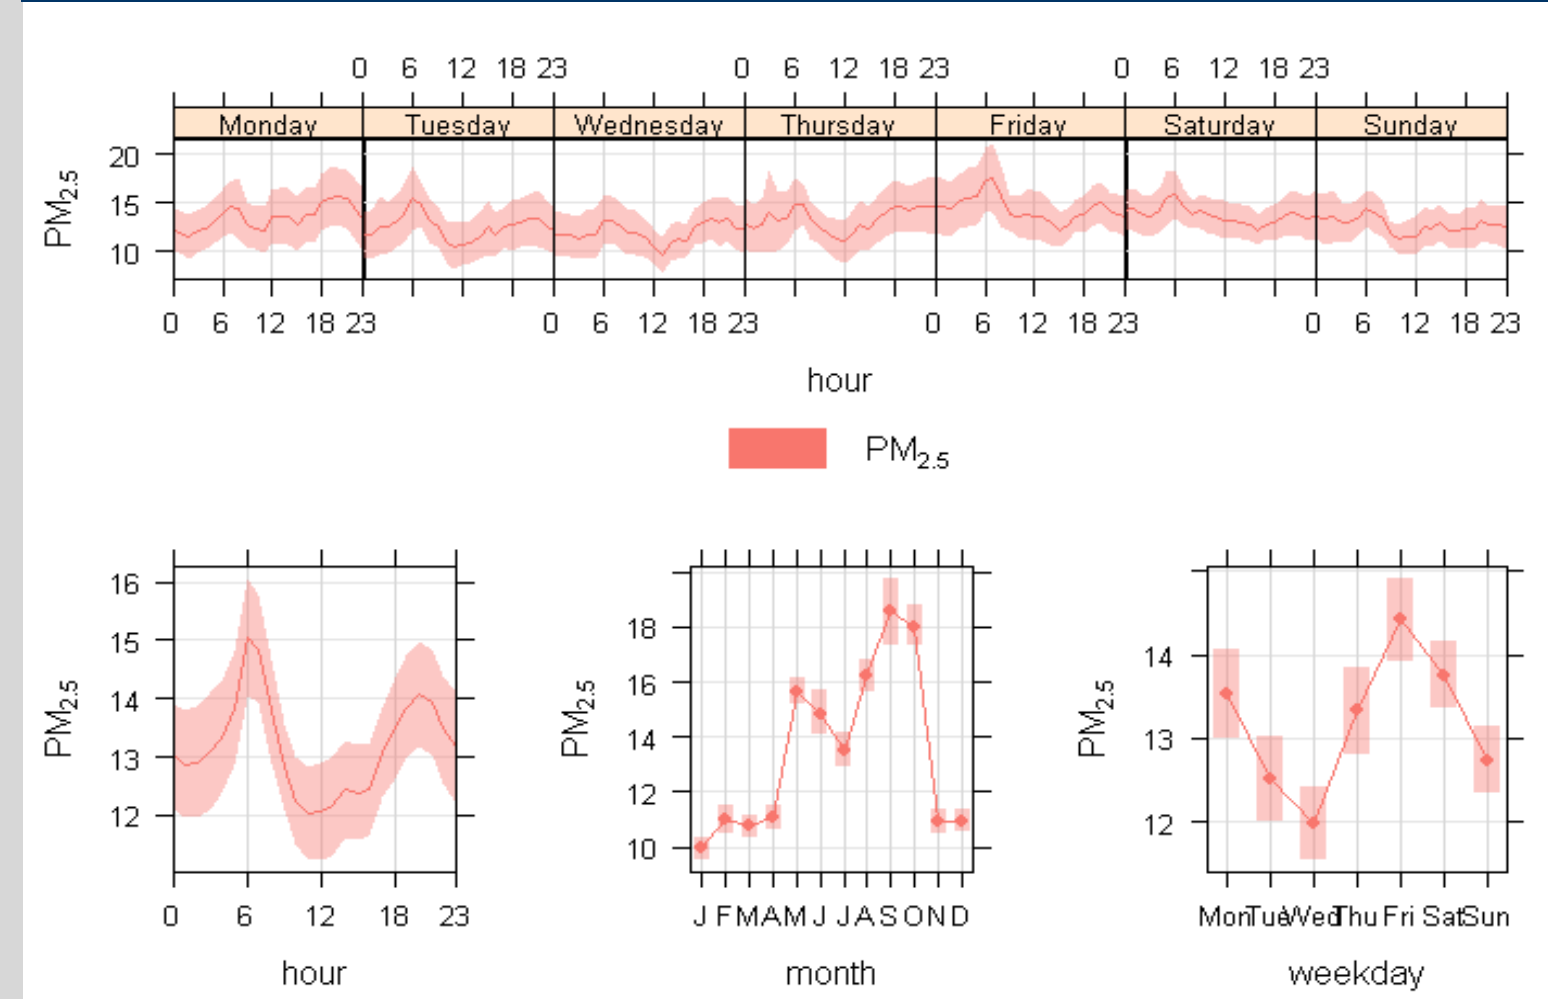 0 6 12 18 23 0 6 12 18 23 0 6 12 18 23
Monday Tuesday Wednesday Thursday Friday Saturday Sunday
20
15
10
PM2.5
0 6 12 18 23 0 6 12 18 23 0 6 12 18 23 0 6 12 18 23
hour
PM2.5
16
15
14
13
12
PM2.5
0 6 12 18 23
hour
18
16
14
12
10
PM2.5
J F M A M J J A S O N D
month
14
13
12
PM2.5
Mon Tue Wed Thu Fri Sat Sun
weekday